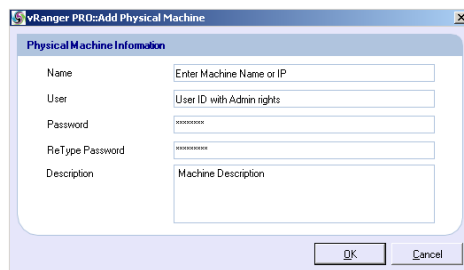 vRanger PRO::Add Physical Machine
Physical Machine Information
Name Enter Machine Name or IP
User User ID with Admin rights
Password ********
ReType Password *********
Description Machine Description
OK Cancel